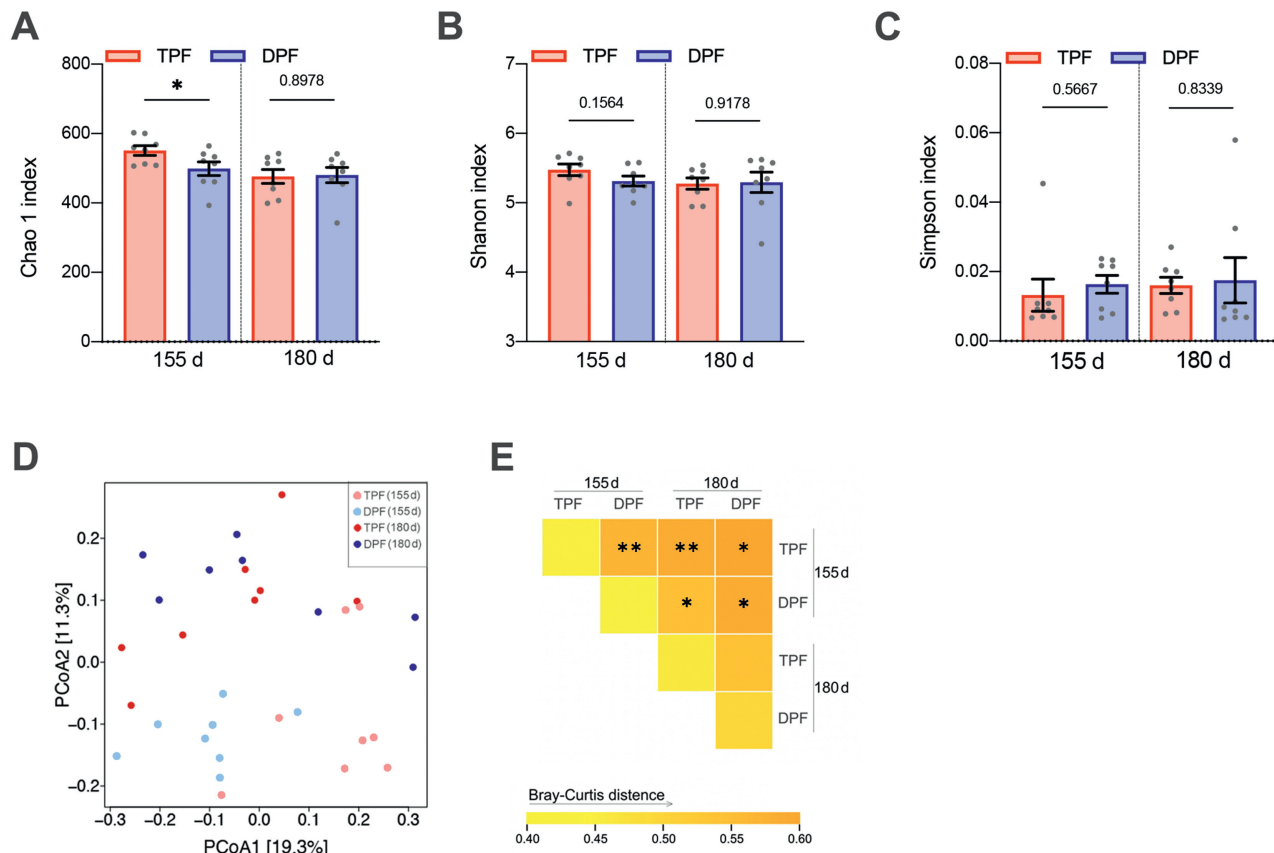 A
TPF DPF
Chao 1 index
800
600
400
200
0
*
0.8978
155 d 180 d
B
TPF DPF
Shanon index
7
6
5
4
3
0.1564
0.9178
155 d 180 d
C
TPF DPF
Simpson index
0.08
0.06
0.04
0.02
0.00
0.5667
0.8339
155 d 180 d
D
TPF (155d)
DPF (155d)
TPF (180d)
DPF (180d)
PCoA2 [11.3%]
0.2
0.1
0.0
−0.1
−0.2
−0.3 −0.2 −0.1 0.0 0.1 0.2 0.3
PCoA1 [19.3%]
E
155d 180d
TPF DPF TPF DPF
** ** * TPF
155d
* * DPF
TPF
180d
DPF
Bray-Curtis distence
0.40 0.45 0.50 0.55 0.60